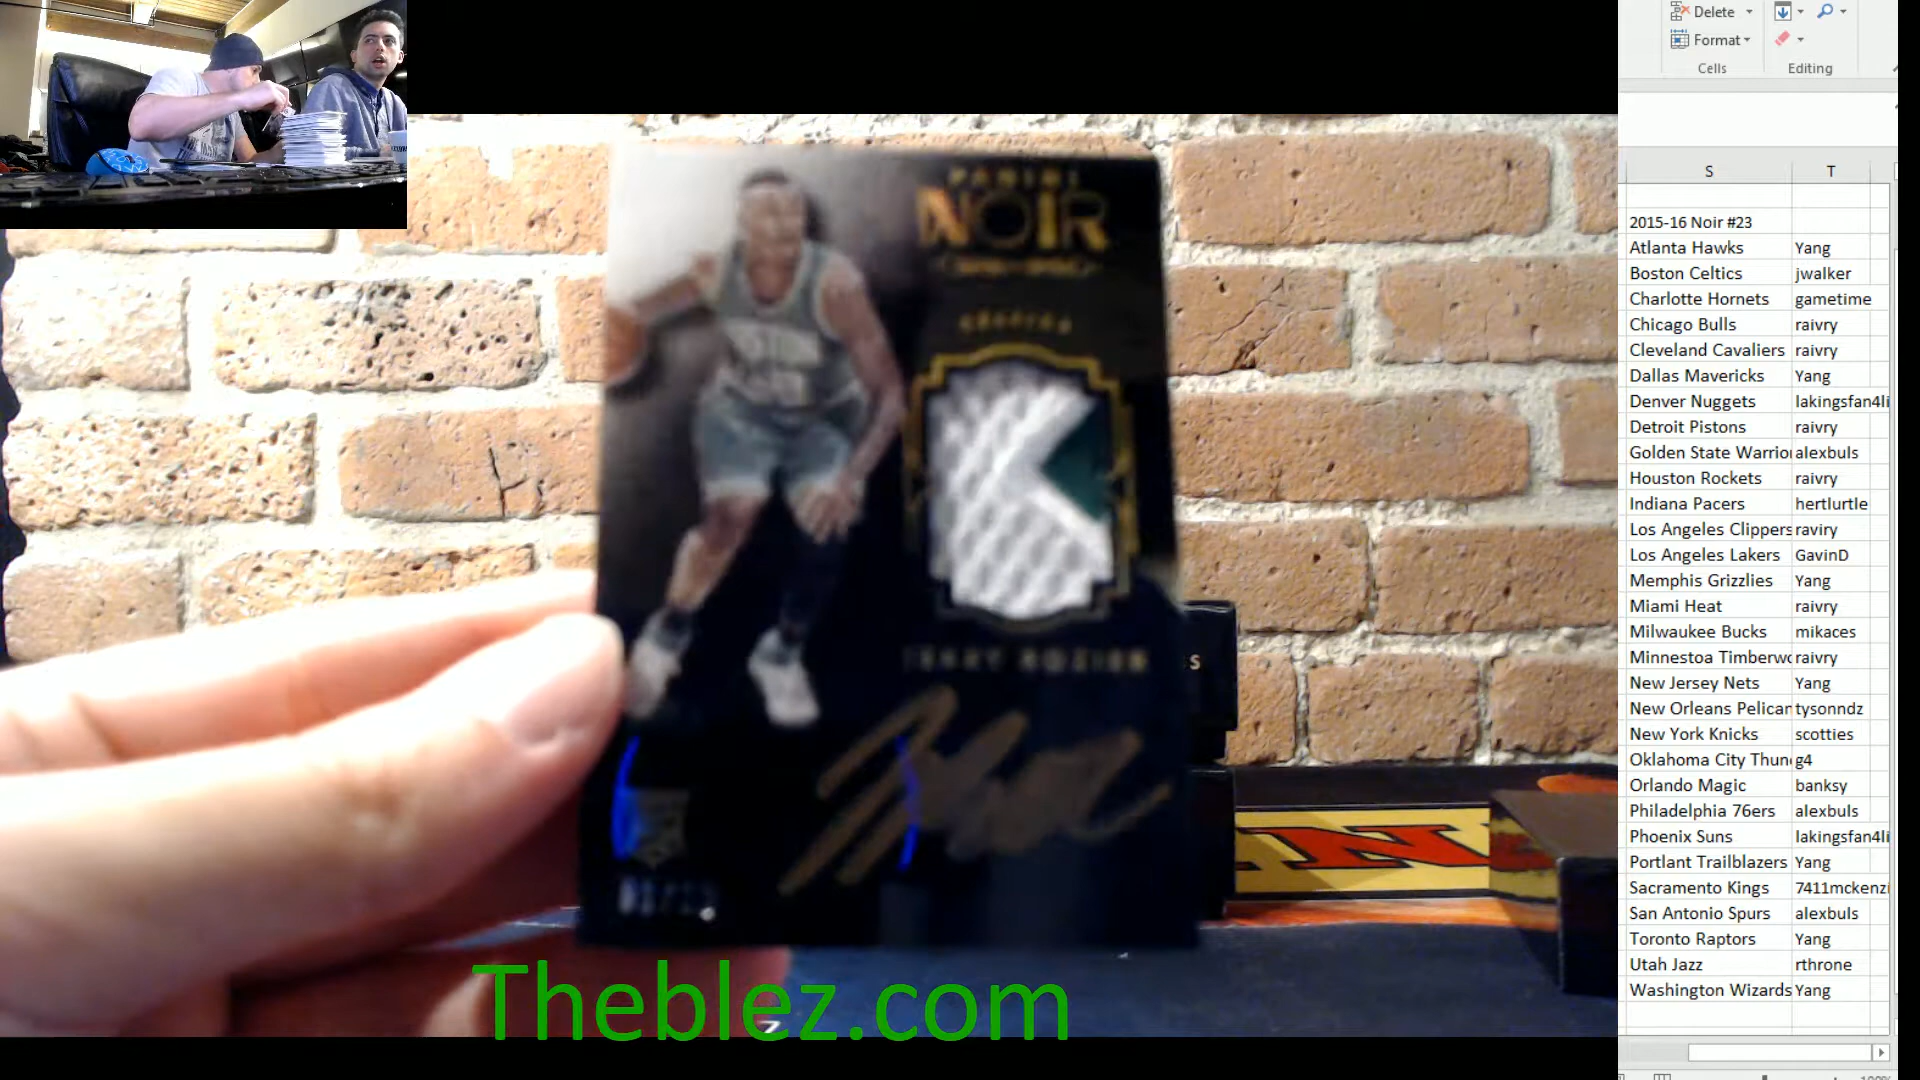 Delete
Format
Cells
Editing
S T
2015-16 Noir #23
Atlanta Hawks Yang
Boston Celtics jwalker
Charlotte Hornets gametime
Chicago Bulls raivry
Cleveland Cavaliers raivry
Dallas Mavericks Yang
Denver Nuggets lakingsfan4li
Detroit Pistons raivry
Golden State Warrio alexbuls
Houston Rockets raivry
Indiana Pacers hertlurtle
Los Angeles Clippers raviry
Los Angeles Lakers GavinD
Memphis Grizzlies Yang
Miami Heat raivry
Milwaukee Bucks mikaces
Minnestoa Timberwo raivry
New Jersey Nets Yang
New Orleans Pelican tysonndz
New York Knicks scotties
Oklahoma City Thun g4
Orlando Magic banksy
Philadelphia 76ers alexbuls
Phoenix Suns lakingsfan4li
Portlant Trailblazers Yang
Sacramento Kings 7411mckenzi
San Antonio Spurs alexbuls
Toronto Raptors Yang
Utah Jazz rthrone
Washington Wizards Yang
PANINI
NOIR
TERRY ROZIER
Theblez.com